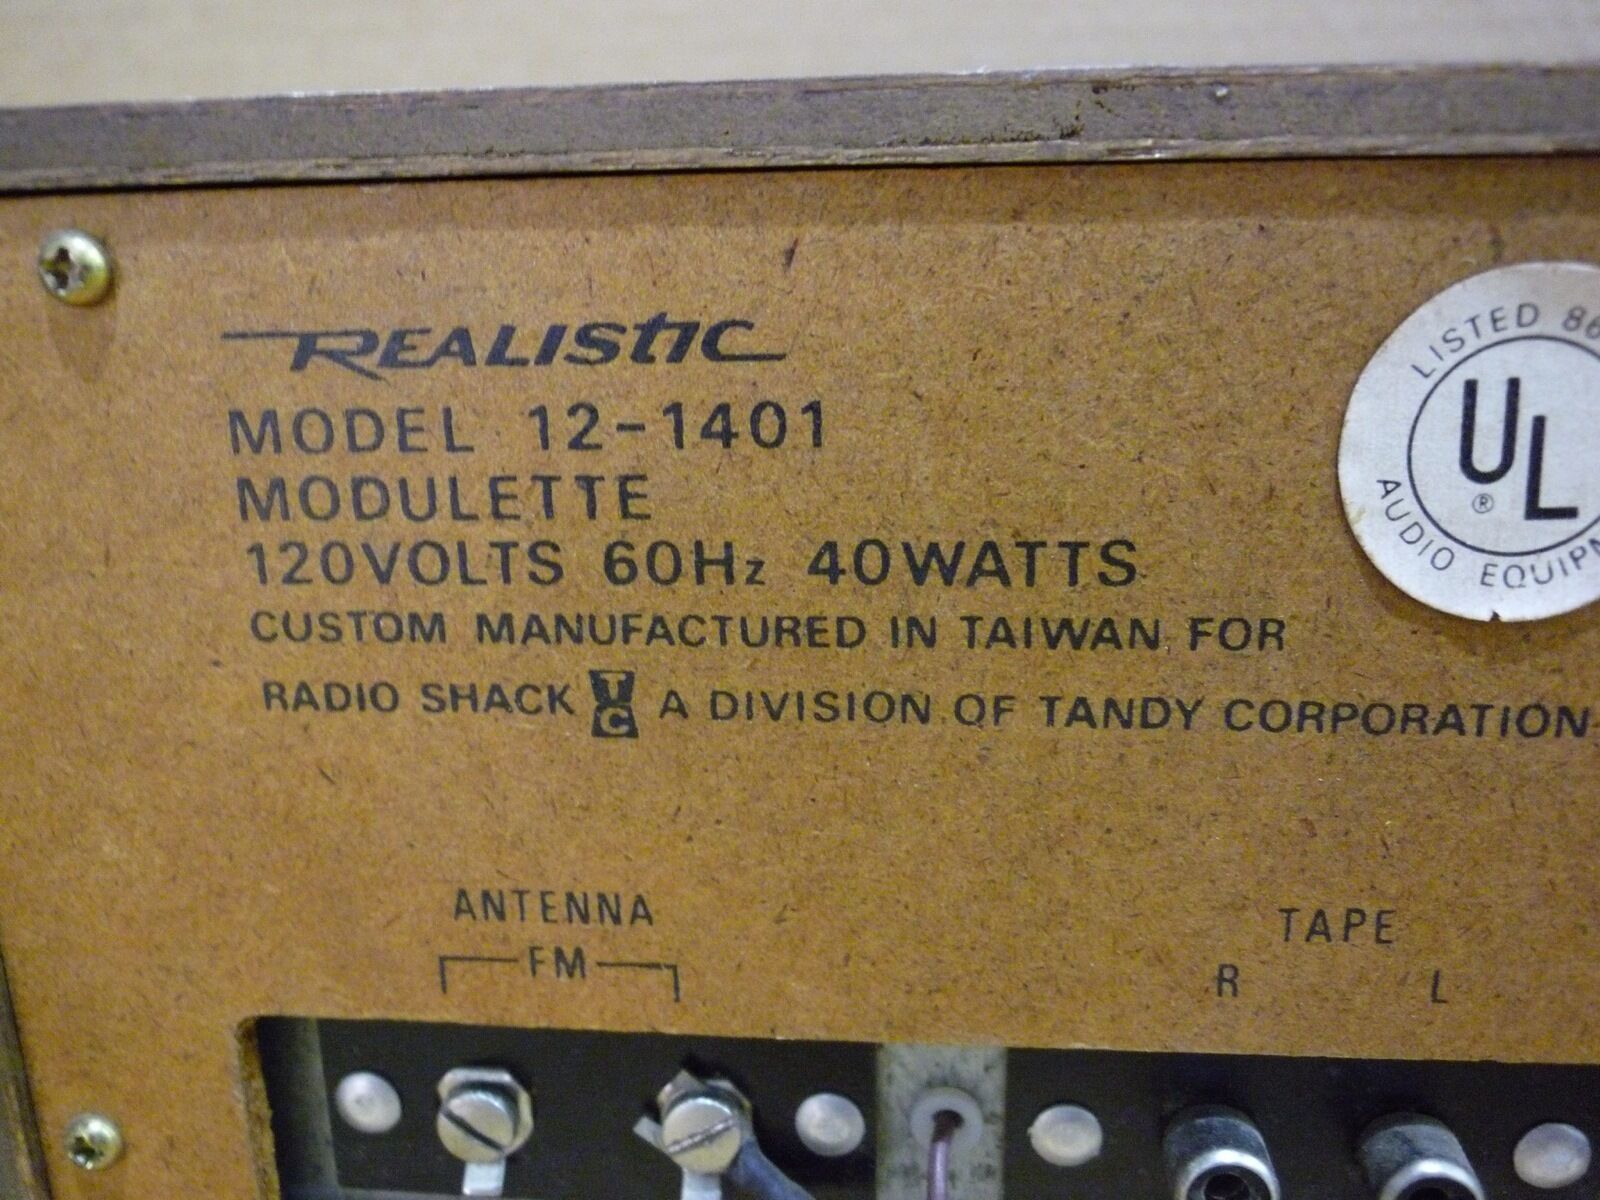 REALISTIC
MODEL 12-1401
MODULETTE
120VOLTS 60Hz 40WATTS
CUSTOM MANUFACTURED IN TAIWAN FOR
RADIO SHACK TC A DIVISION OF TANDY CORPORATION
LISTED
UL
®
AUDIO
ANTENNA
FM
TAPE
R L